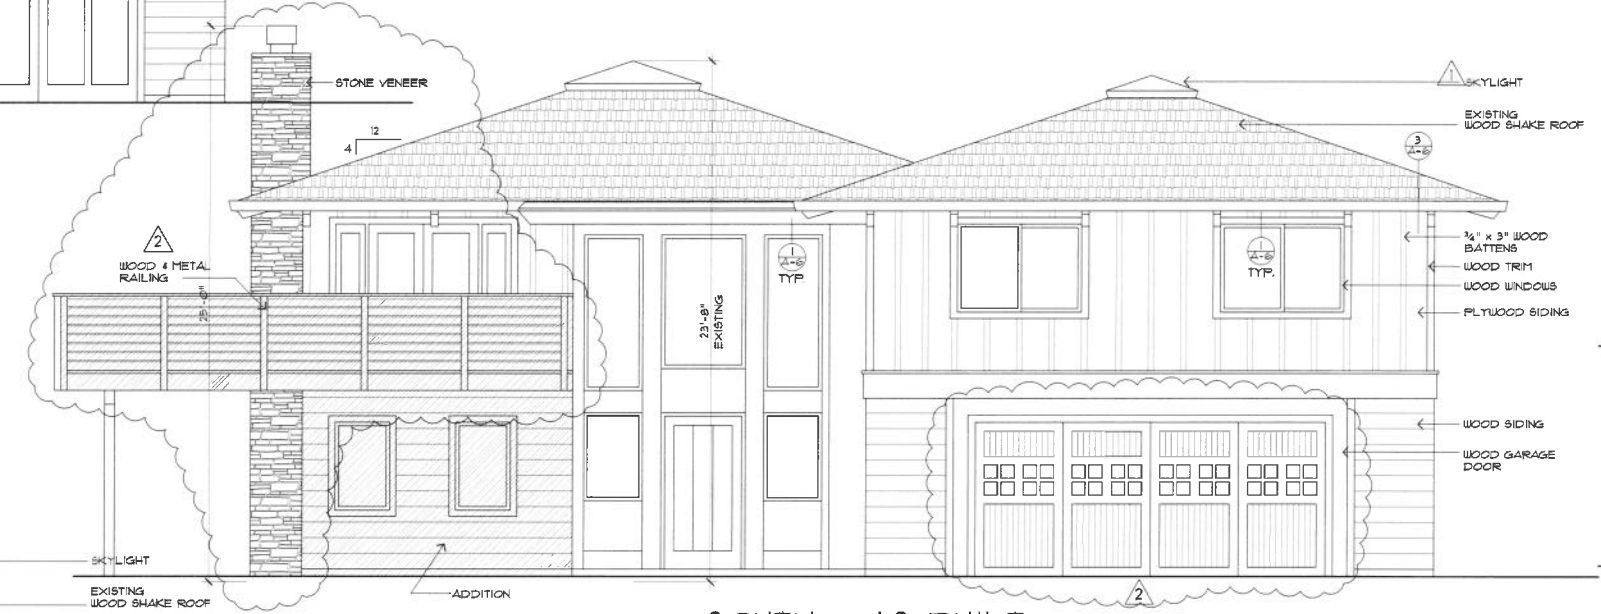 STONE VENEER
12
4
1
SKYLIGHT
EXISTING
WOOD SHAKE ROOF
3
A-6
2
WOOD & METAL
RAILING
25'-0"
1
A-6
TYP.
23'-8"
EXISTING
1
A-6
TYP.
3/4" x 3" WOOD
BATTENS
WOOD TRIM
WOOD WINDOWS
PLYWOOD SIDING
WOOD SIDING
WOOD GARAGE
DOOR
SKYLIGHT
EXISTING
WOOD SHAKE ROOF
ADDITION
2